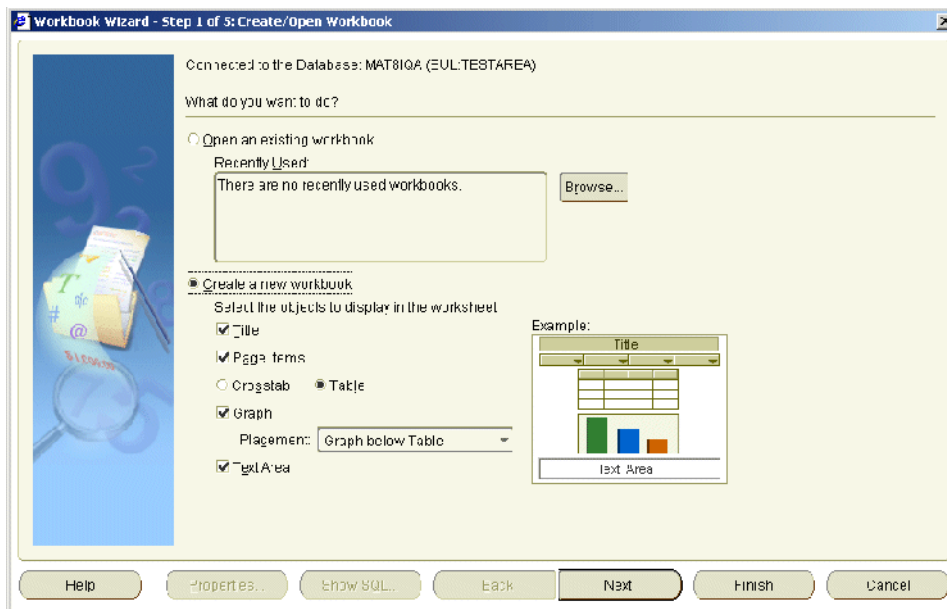 Workbook Wizard - Step 1 of 5: Create/Open Workbook
Connected to the Database: MAT8IQA (EUL:TESTAREA)
What do you want to do?
Open an existing workbook
Recently Used:
There are no recently used workbooks.
Browse...
Create a new workbook
Select the objects to display in the worksheet
Title
Page Items
Crosstab Table
Graph
Placement: Graph below Table
Text Area
Example:
Title
Text Area
Help Properties... Show SQL... Back Next Finish Cancel